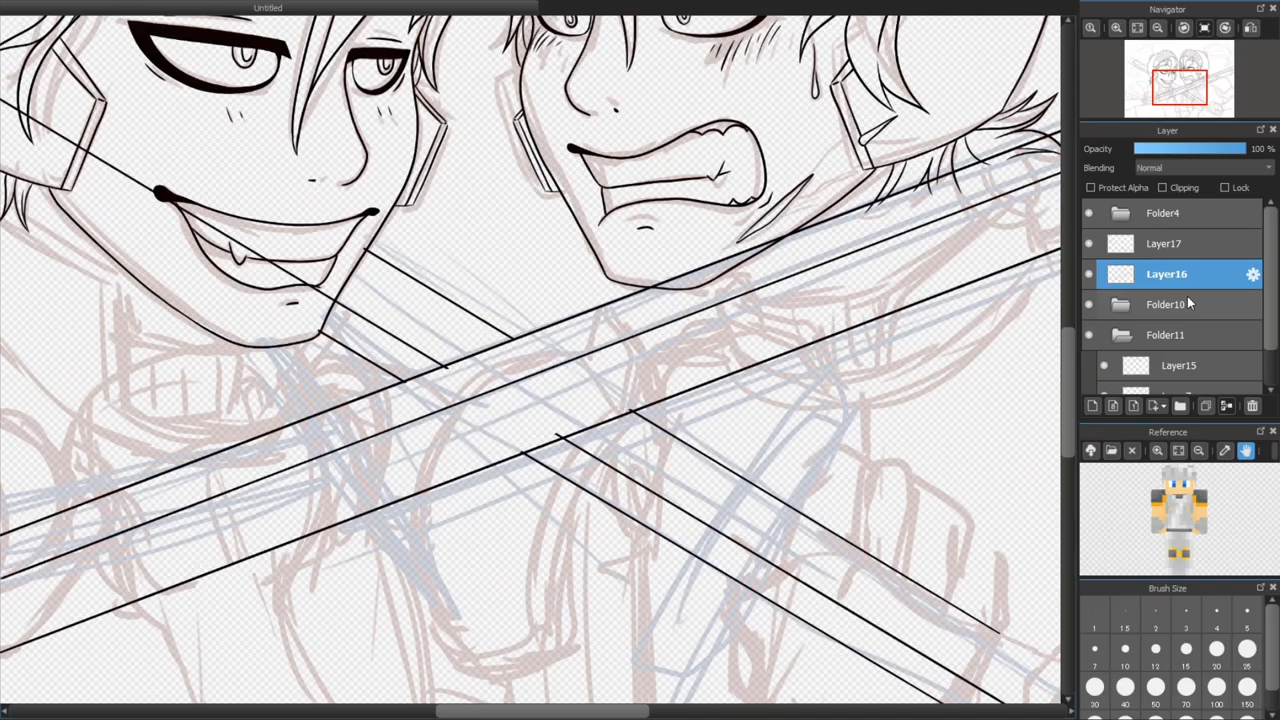 Untitled
Navigator
Layer
Opacity 100 %
Blending Normal
Protect Alpha Clipping Lock
Folder4
Layer17
Layer16
Folder10
Folder11
Layer15
Reference
Brush Size
1 1.5 2 3 4 5
7 10 12 15 20 25
30 40 50 70 100 150